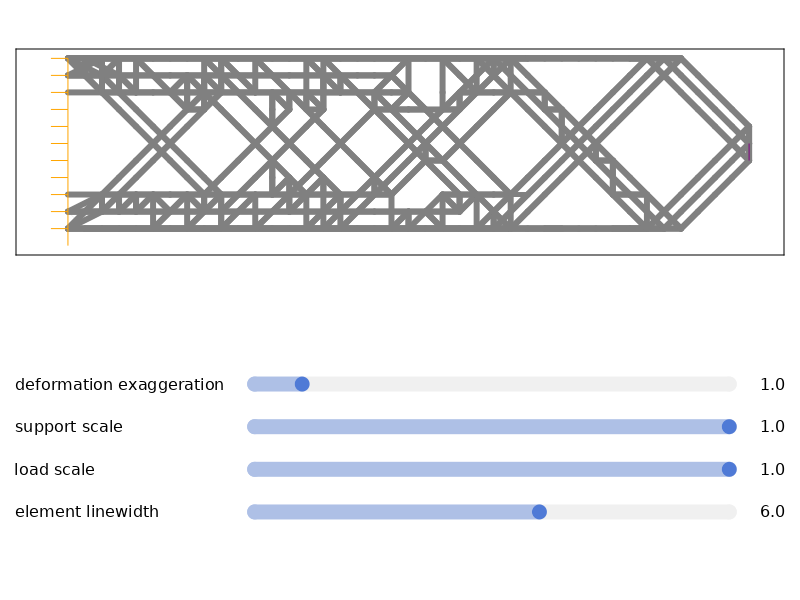 deformation exaggeration 1.0
support scale 1.0
load scale 1.0
element linewidth 6.0